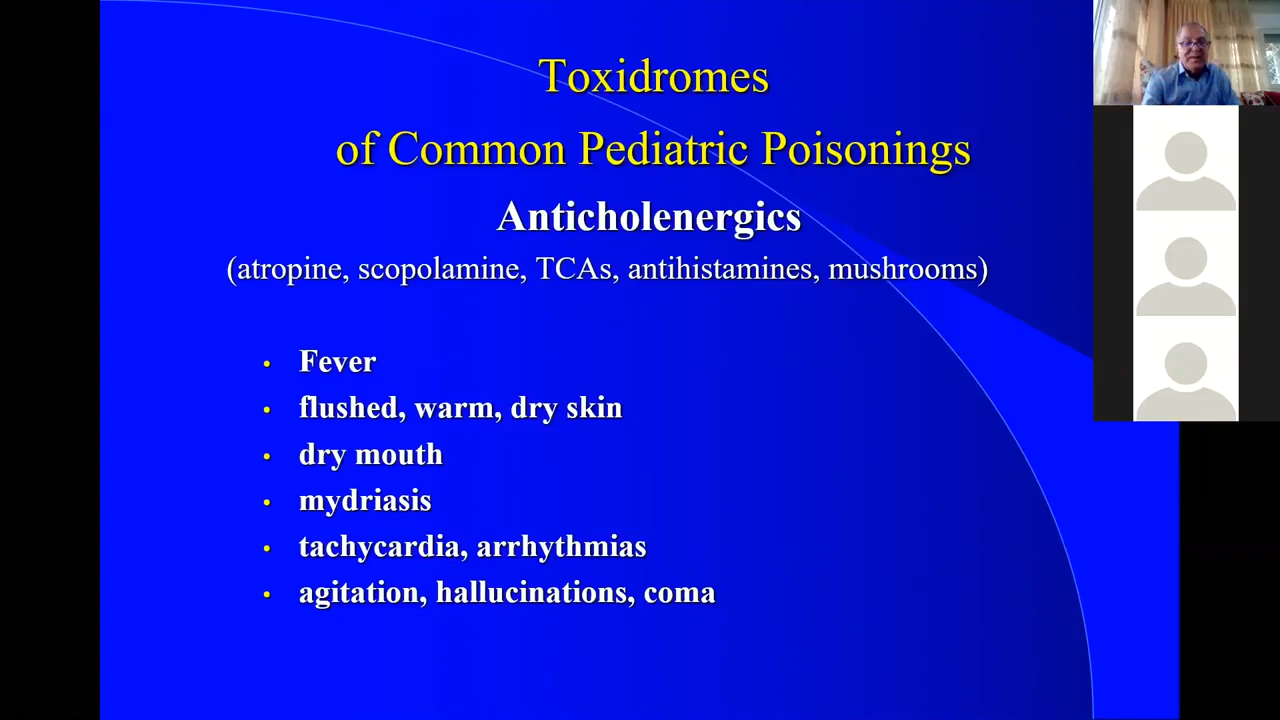 Toxidromes
of Common Pediatric Poisonings
Anticholenergics
(atropine, scopolamine, TCAs, antihistamines, mushrooms)
• Fever
• flushed, warm, dry skin
• dry mouth
• mydriasis
• tachycardia, arrhythmias
• agitation, hallucinations, coma